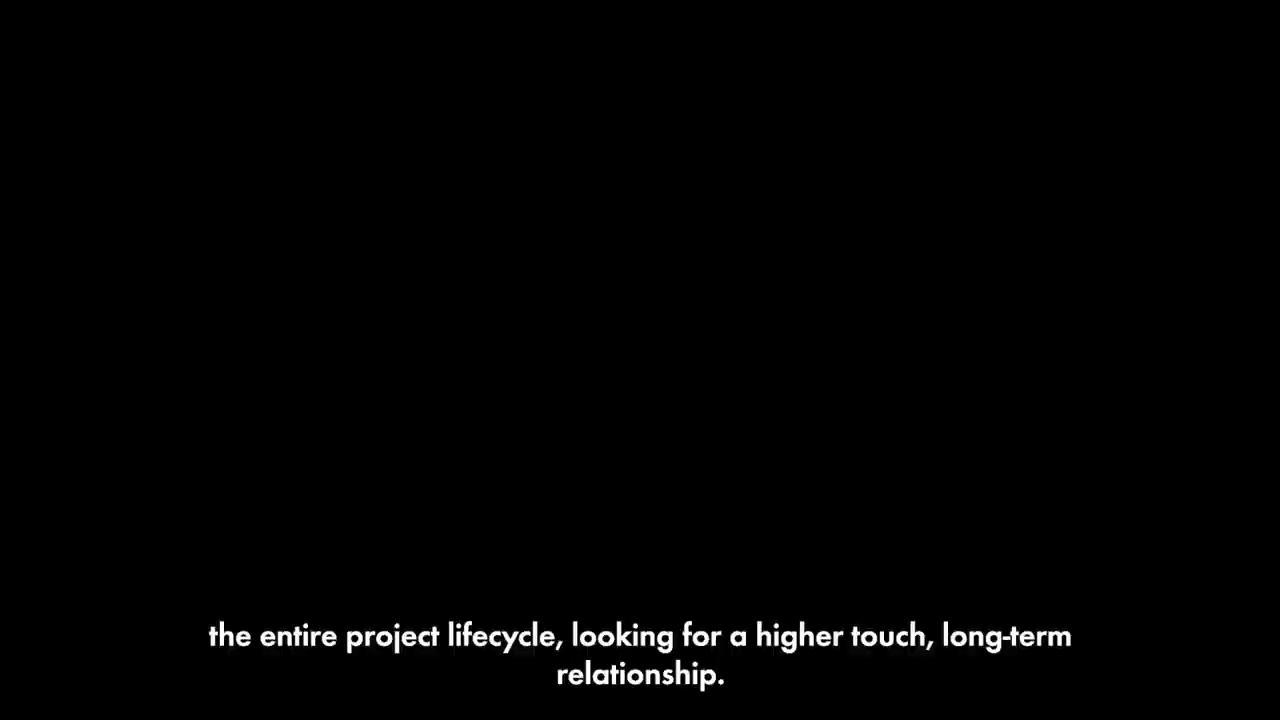 the entire project lifecycle, looking for a higher touch, long-term
relationship.